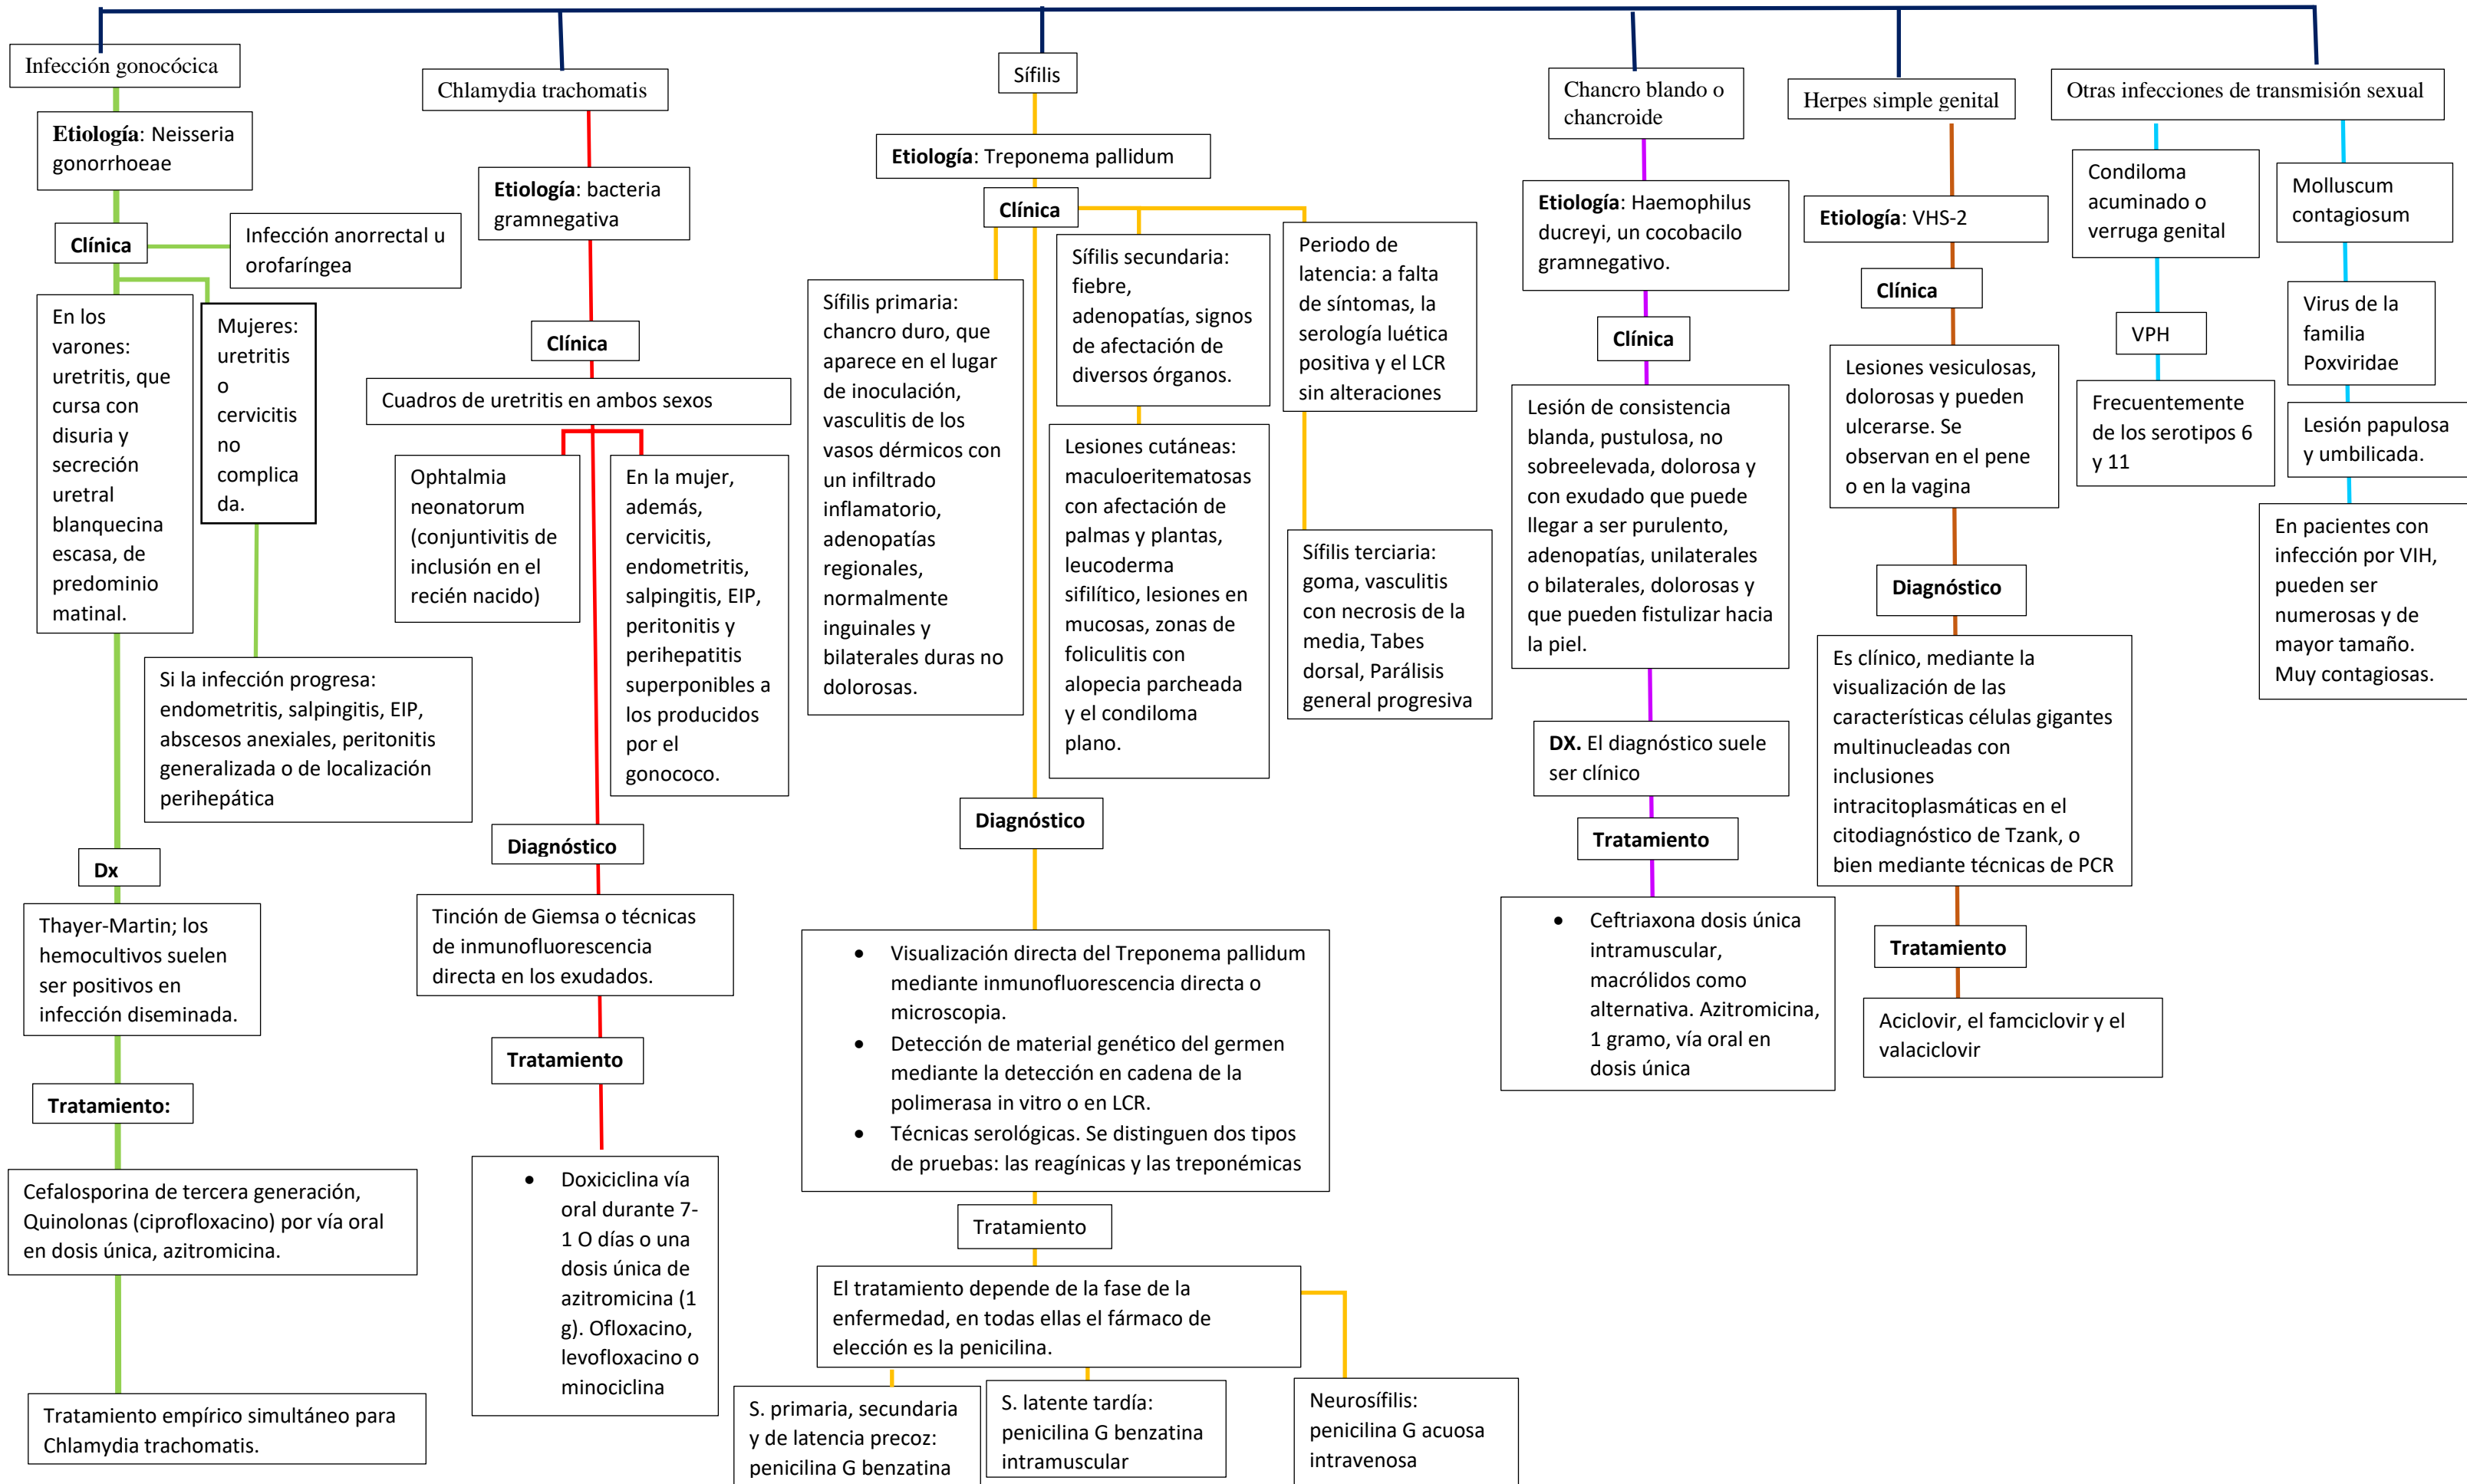 Infección gonocócica
Etiología: Neisseria
gonorrhoeae
Clínica
Infección anorrectal u
orofaríngea
En los
varones:
uretritis, que
cursa con
disuria y
secreción
uretral
blanquecina
escasa, de
predominio
matinal.
Mujeres:
uretritis
o
cervicitis
no
complica
da.
Si la infección progresa:
endometritis, salpingitis, EIP,
abscesos anexiales, peritonitis
generalizada o de localización
perihepática
Dx
Thayer-Martin; los
hemocultivos suelen
ser positivos en
infección diseminada.
Tratamiento:
Cefalosporina de tercera generación,
Quinolonas (ciprofloxacino) por vía oral
en dosis única, azitromicina.
Tratamiento empírico simultáneo para
Chlamydia trachomatis.
Chlamydia trachomatis
Etiología: bacteria
gramnegativa
Clínica
Cuadros de uretritis en ambos sexos
Ophtalmia
neonatorum
(conjuntivitis de
inclusión en el
recién nacido)
En la mujer,
además,
cervicitis,
endometritis,
salpingitis, EIP,
peritonitis y
perihepatitis
superponibles a
los producidos
por el
gonococo.
Diagnóstico
Tinción de Giemsa o técnicas
de inmunofluorescencia
directa en los exudados.
Tratamiento
• Doxiciclina vía
oral durante 7-
1 O días o una
dosis única de
azitromicina (1
g). Ofloxacino,
levofloxacino o
minociclina
Sífilis
Etiología: Treponema pallidum
Clínica
Sífilis primaria:
chancro duro, que
aparece en el lugar
de inoculación,
vasculitis de los
vasos dérmicos con
un infiltrado
inflamatorio,
adenopatías
regionales,
normalmente
inguinales y
bilaterales duras no
dolorosas.
Sífilis secundaria:
fiebre,
adenopatías, signos
de afectación de
diversos órganos.
Lesiones cutáneas:
maculoeritematosas
con afectación de
palmas y plantas,
leucoderma
sifilítico, lesiones en
mucosas, zonas de
foliculitis con
alopecia parcheada
y el condiloma
plano.
Periodo de
latencia: a falta
de síntomas, la
serología luética
positiva y el LCR
sin alteraciones
Sífilis terciaria:
goma, vasculitis
con necrosis de la
media, Tabes
dorsal, Parálisis
general progresiva
Diagnóstico
• Visualización directa del Treponema pallidum
mediante inmunofluorescencia directa o
microscopia.
• Detección de material genético del germen
mediante la detección en cadena de la
polimerasa in vitro o en LCR.
• Técnicas serológicas. Se distinguen dos tipos
de pruebas: las reagínicas y las treponémicas
Tratamiento
El tratamiento depende de la fase de la
enfermedad, en todas ellas el fármaco de
elección es la penicilina.
S. primaria, secundaria
y de latencia precoz:
penicilina G benzatina
S. latente tardía:
penicilina G benzatina
intramuscular
Neurosífilis:
penicilina G acuosa
intravenosa
Chancro blando o
chancroide
Etiología: Haemophilus
ducreyi, un cocobacilo
gramnegativo.
Clínica
Lesión de consistencia
blanda, pustulosa, no
sobreelevada, dolorosa y
con exudado que puede
llegar a ser purulento,
adenopatías, unilaterales
o bilaterales, dolorosas y
que pueden fistulizar hacia
la piel.
DX. El diagnóstico suele
ser clínico
Tratamiento
• Ceftriaxona dosis única
intramuscular,
macrólidos como
alternativa. Azitromicina,
1 gramo, vía oral en
dosis única
Herpes simple genital
Etiología: VHS-2
Clínica
Lesiones vesiculosas,
dolorosas y pueden
ulcerarse. Se
observan en el pene
o en la vagina
Diagnóstico
Es clínico, mediante la
visualización de las
características células gigantes
multinucleadas con
inclusiones
intracitoplasmáticas en el
citodiagnóstico de Tzank, o
bien mediante técnicas de PCR
Tratamiento
Aciclovir, el famciclovir y el
valaciclovir
Otras infecciones de transmisión sexual
Condiloma
acuminado o
verruga genital
VPH
Frecuentemente
de los serotipos 6
y 11
Molluscum
contagiosum
Virus de la
familia
Poxviridae
Lesión papulosa
y umbilicada.
En pacientes con
infección por VIH,
pueden ser
numerosas y de
mayor tamaño.
Muy contagiosas.